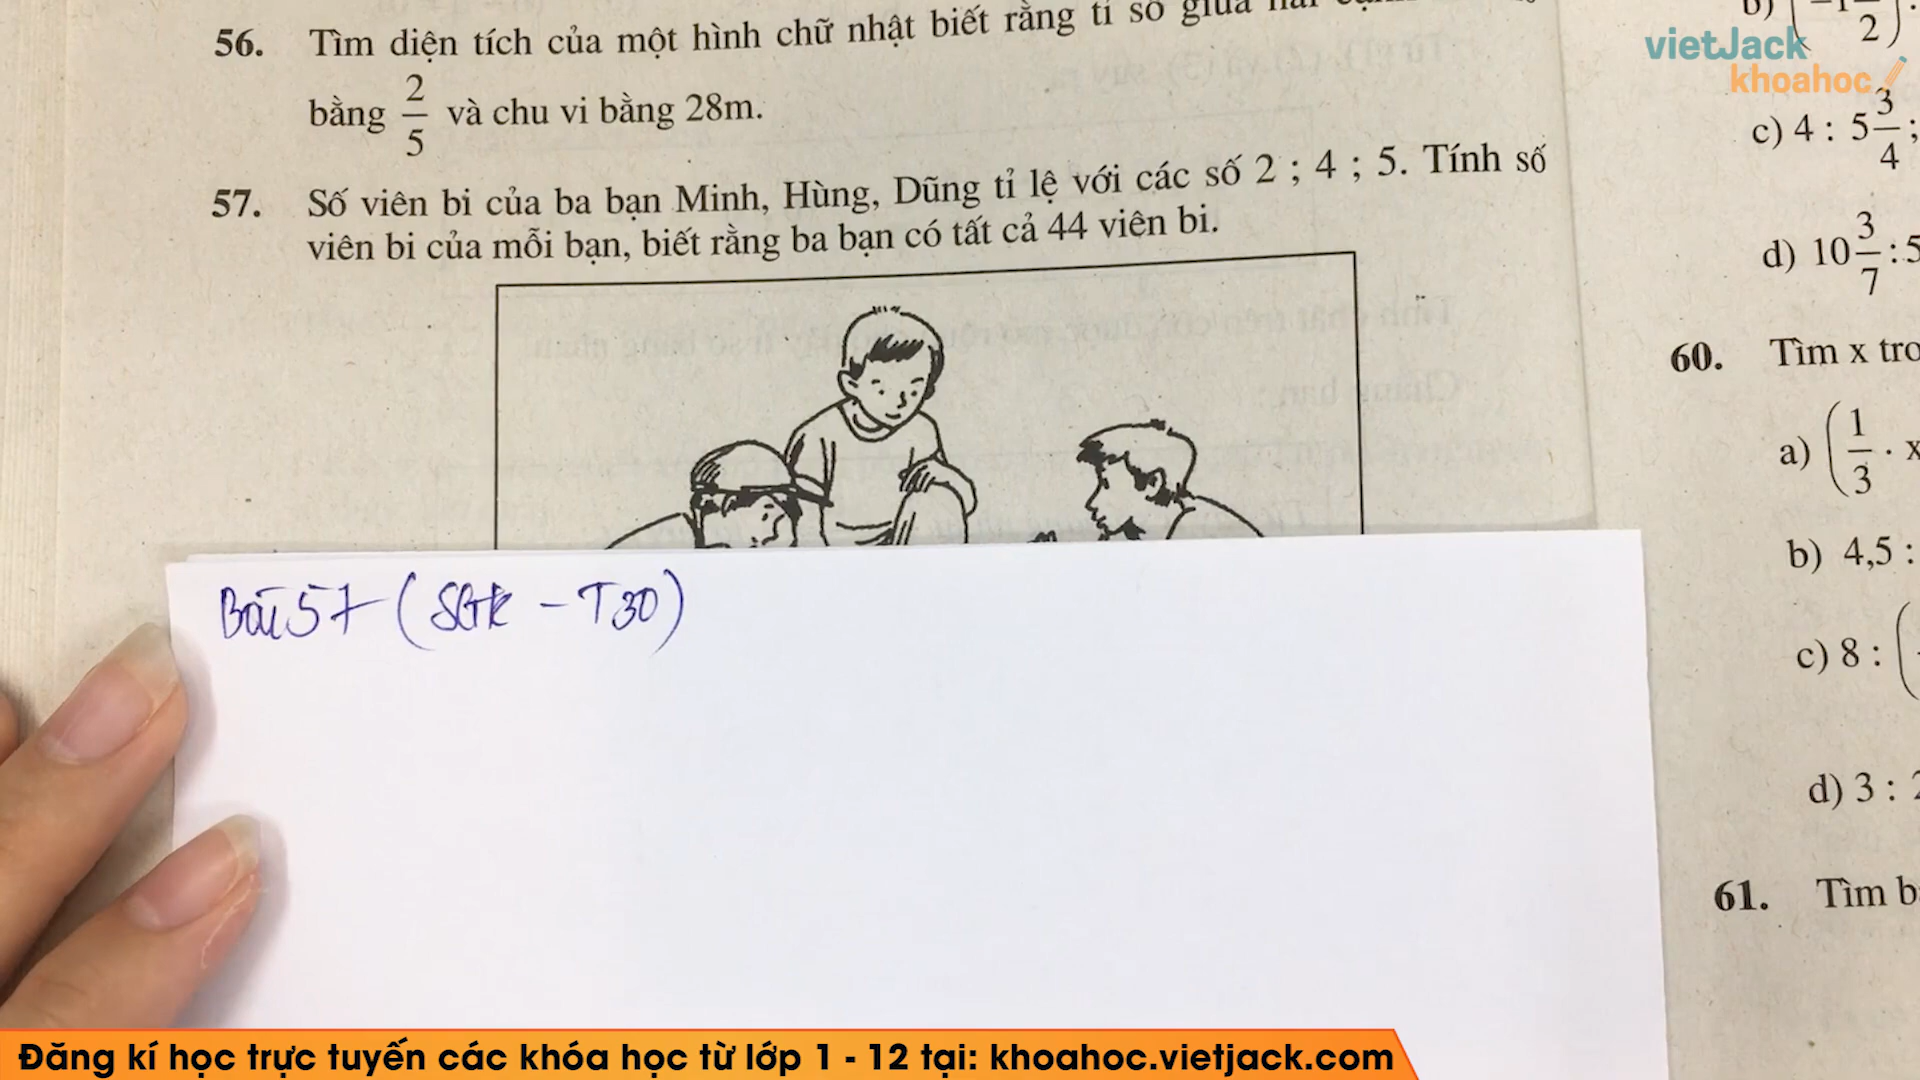 56. Tìm diện tích của một hình chữ nhật biết rằng tỉ số giữa hai
bằng 2/5 và chu vi bằng 28m.
57. Số viên bi của ba bạn Minh, Hùng, Dũng tỉ lệ với các số 2 ; 4 ; 5. Tính số
viên bi của mỗi bạn, biết rằng ba bạn có tất cả 44 viên bi.
Bài 57 (SGK - T30)
vietJack
khoahoc
c) 4 : 5 3/4 ;
d) 10 3/7 : 5
60. Tìm x
a) ( 1/3 . x
b) 4,5 :
c) 8 : (
d) 3 :
61. Tìm
Đăng kí học trực tuyến các khóa học từ lớp 1 - 12 tại: khoahoc.vietjack.com